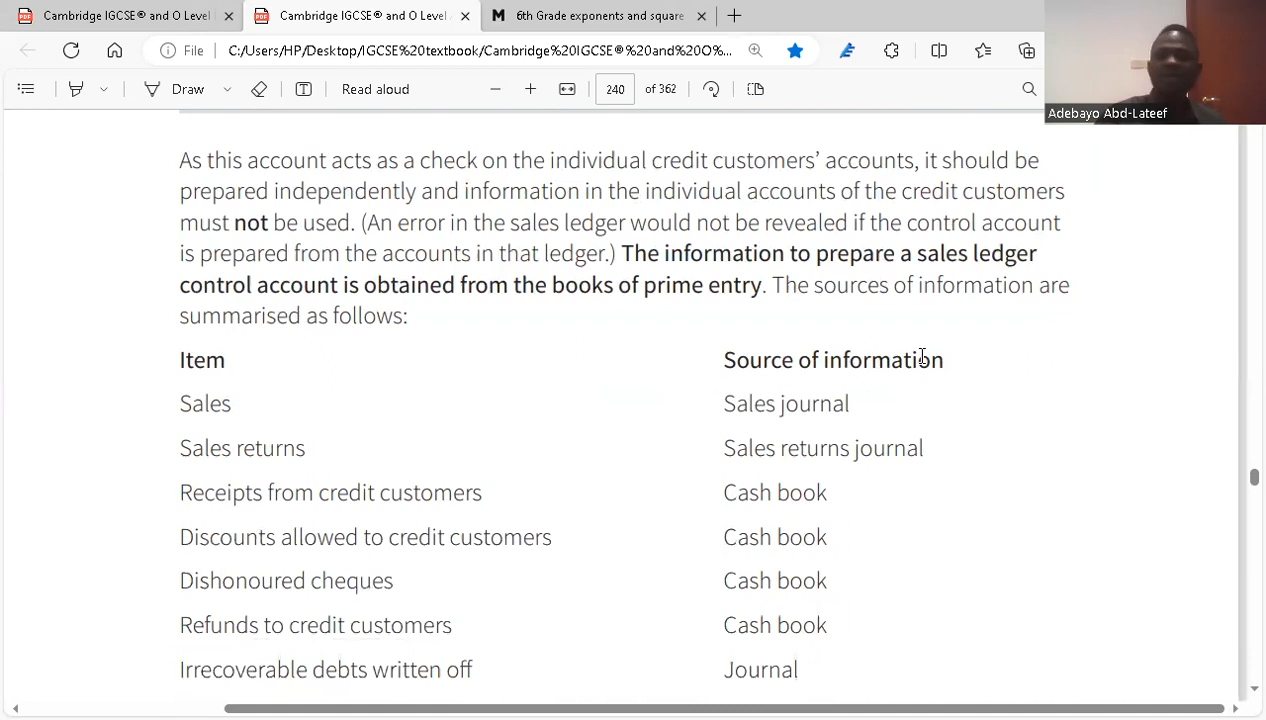 Cambridge IGCSE® and O Level
Cambridge IGCSE® and O Level
6th Grade exponents and square
File
C:/Users/HP/Desktop/IGCSE%20textbook/Cambridge%20IGCSE®%20and%20O%...
Draw
Read aloud
240 of 362
Adebayo Abd-Lateef
As this account acts as a check on the individual credit customers’ accounts, it should be
prepared independently and information in the individual accounts of the credit customers
must not be used. (An error in the sales ledger would not be revealed if the control account
is prepared from the accounts in that ledger.) The information to prepare a sales ledger
control account is obtained from the books of prime entry. The sources of information are
summarised as follows:
Item Source of information
Sales Sales journal
Sales returns Sales returns journal
Receipts from credit customers Cash book
Discounts allowed to credit customers Cash book
Dishonoured cheques Cash book
Refunds to credit customers Cash book
Irrecoverable debts written off Journal